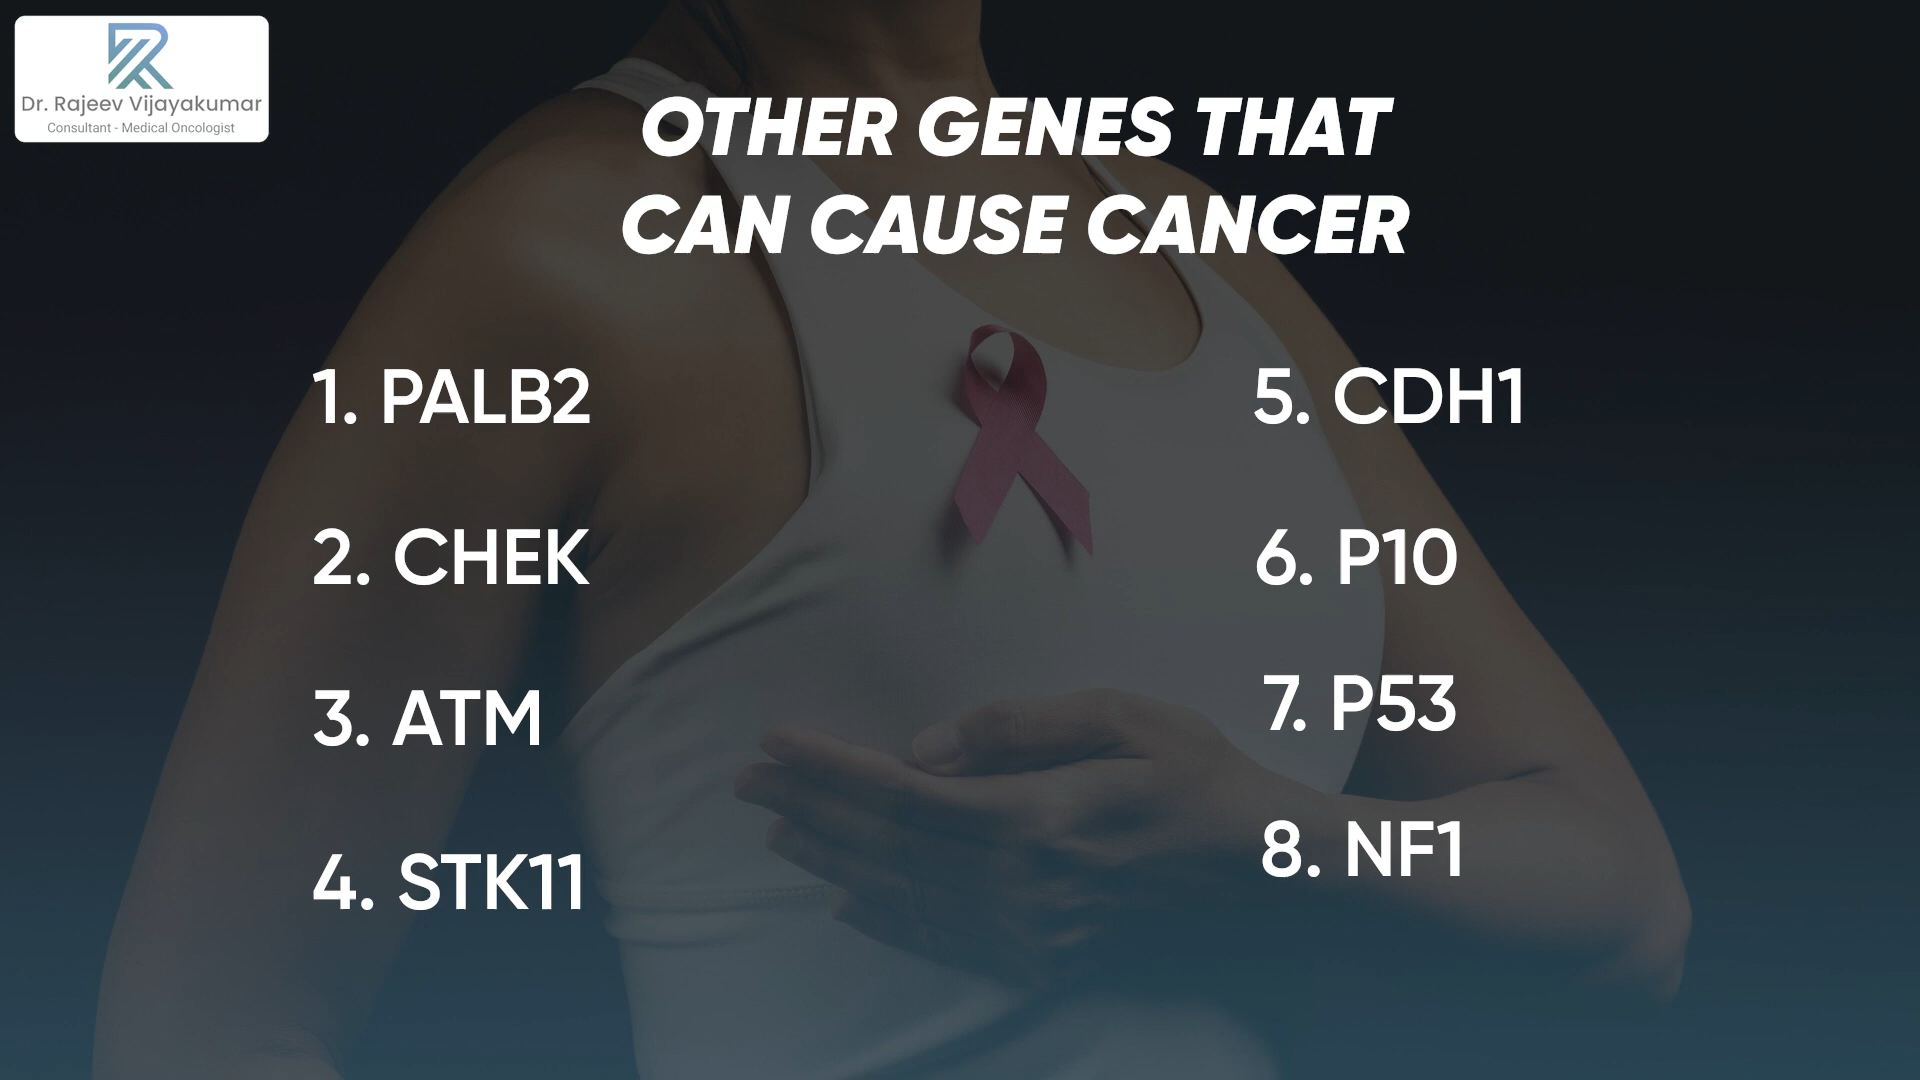 Dr. Rajeev Vijayakumar
Consultant - Medical Oncologist
OTHER GENES THAT
CAN CAUSE CANCER
1. PALB2
2. CHEK
3. ATM
4. STK11
5. CDH1
6. P10
7. P53
8. NF1